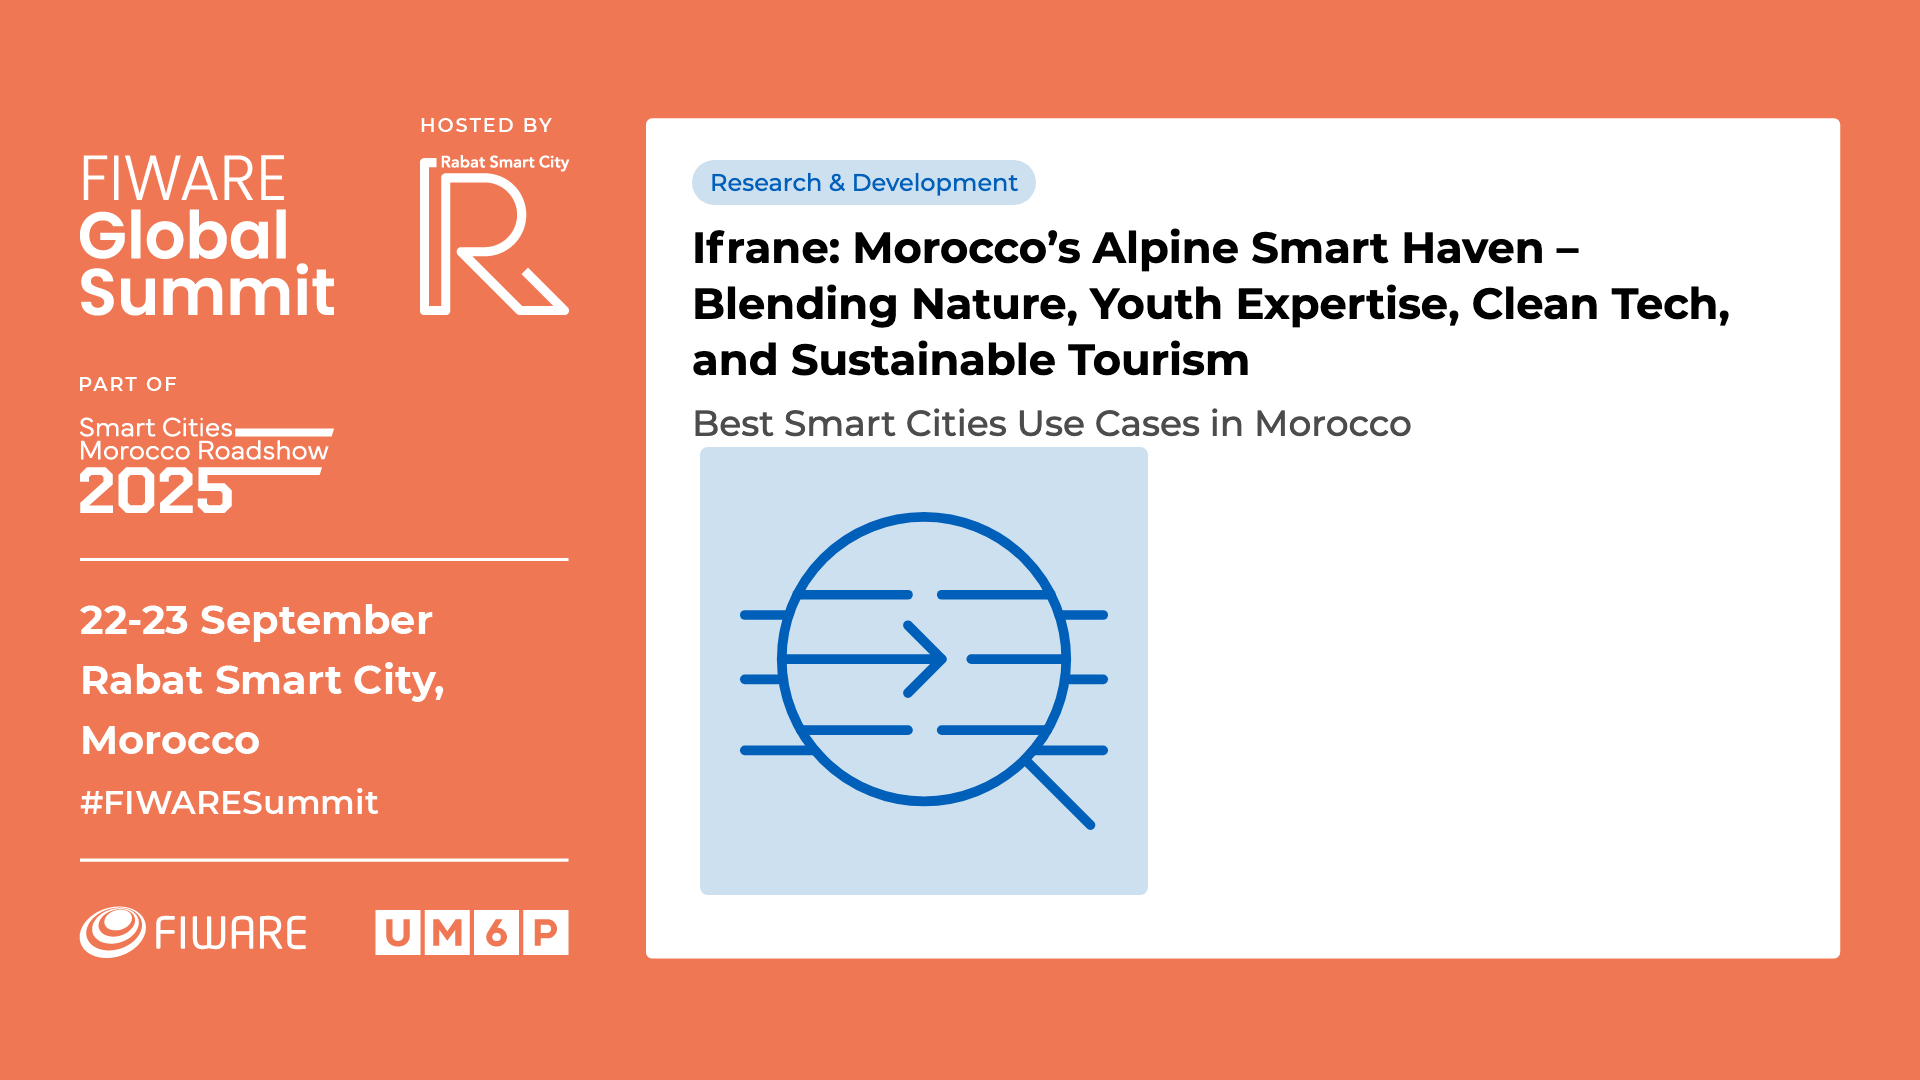 FIWARE
Global
Summit
HOSTED BY
Rabat Smart City
R
PART OF
Smart Cities
Morocco Roadshow
2025
22-23 September
Rabat Smart City,
Morocco
#FIWARESummit
FIWARE
UM6P
Research & Development
Ifrane: Morocco’s Alpine Smart Haven –
Blending Nature, Youth Expertise, Clean Tech,
and Sustainable Tourism
Best Smart Cities Use Cases in Morocco